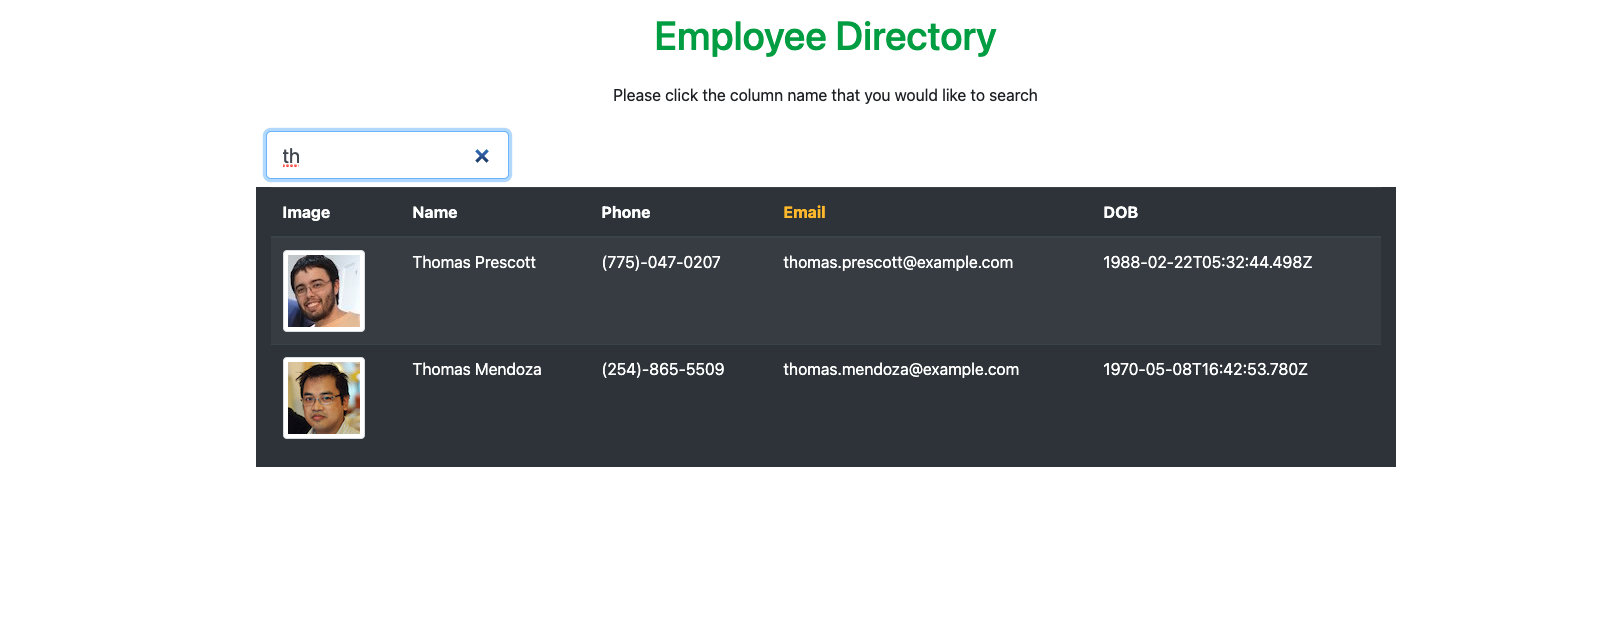 Employee Directory
Please click the column name that you would like to search
th
Image Name Phone Email DOB
Thomas Prescott (775)-047-0207 thomas.prescott@example.com 1988-02-22T05:32:44.498Z
Thomas Mendoza (254)-865-5509 thomas.mendoza@example.com 1970-05-08T16:42:53.780Z